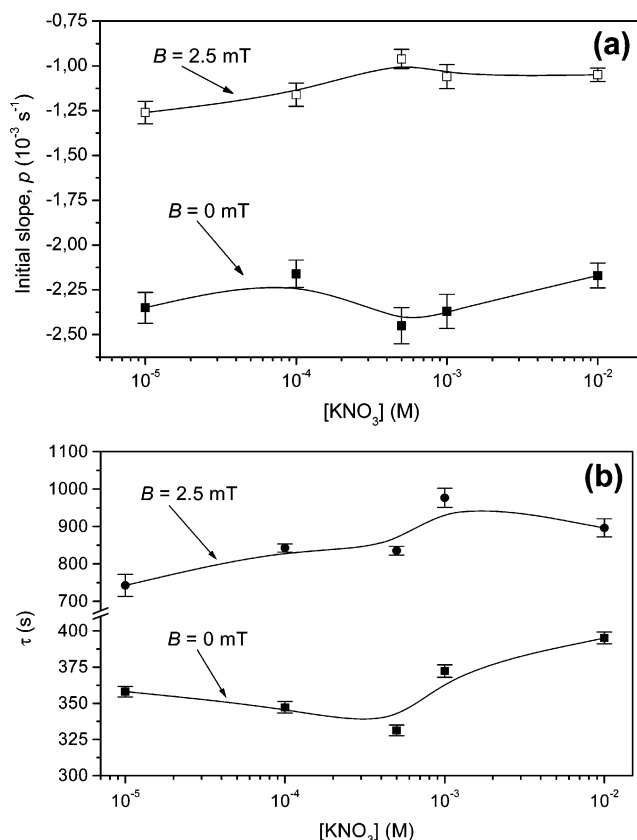 (a)
-0,75
-1,00
-1,25
-1,50
-1,75
-2,00
-2,25
-2,50
Initial slope, p (10⁻³ s⁻¹)
B = 2.5 mT
B = 0 mT
10⁻⁵ 10⁻⁴ 10⁻³ 10⁻²
[KNO₃] (M)
(b)
1100
1000
900
800
700
400
375
350
325
300
τ (s)
B = 2.5 mT
B = 0 mT
10⁻⁵ 10⁻⁴ 10⁻³ 10⁻²
[KNO₃] (M)